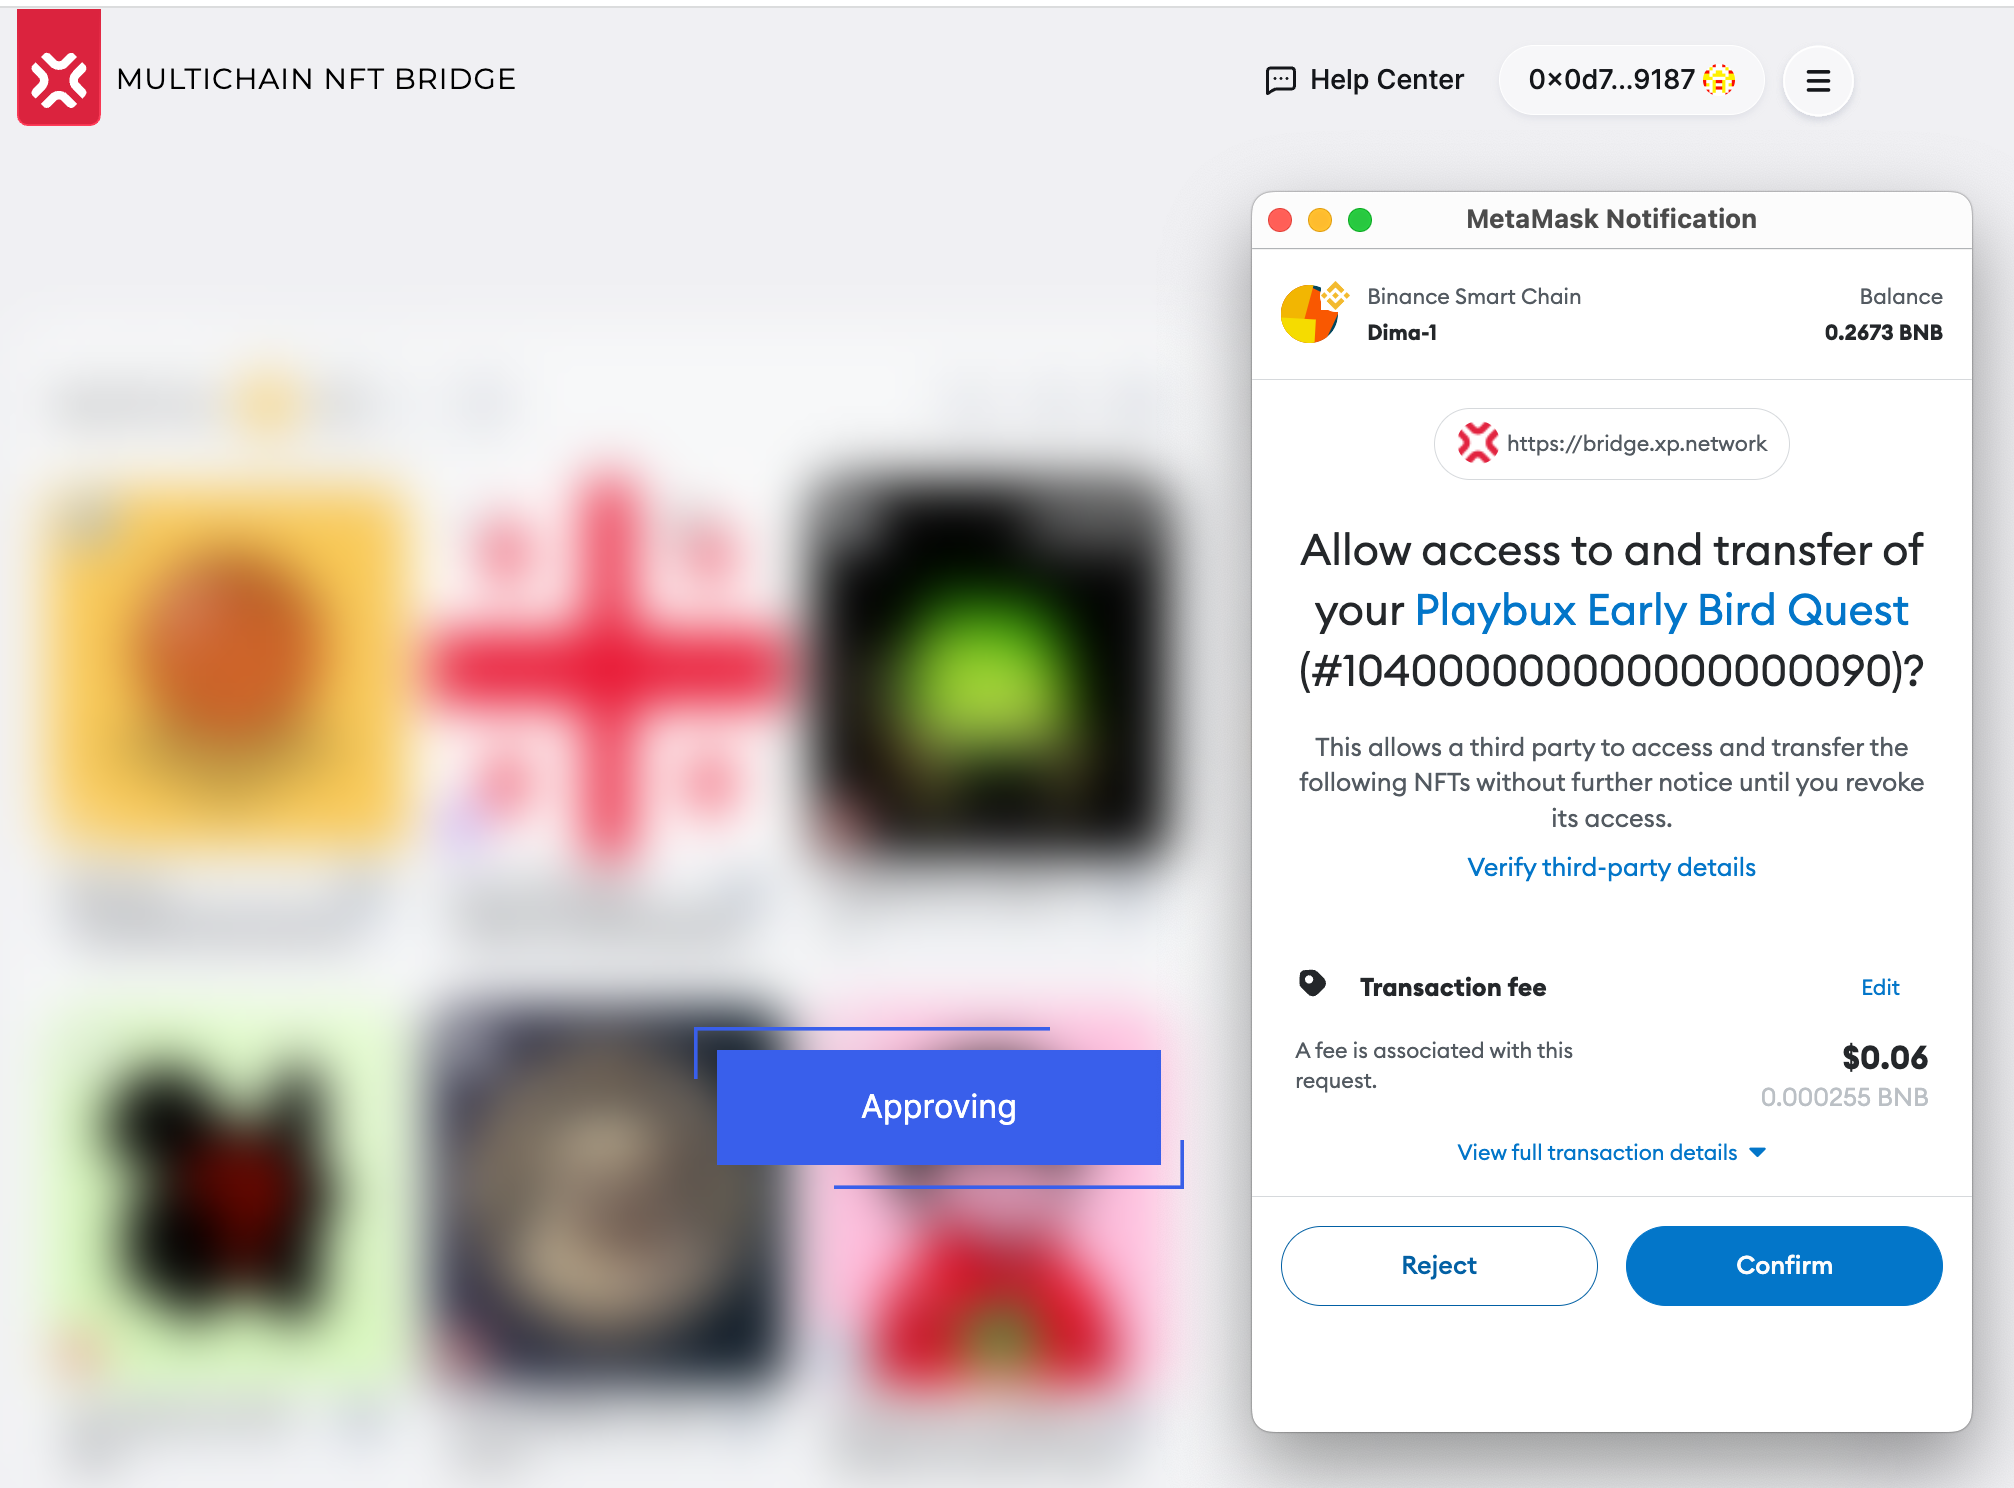 MULTICHAIN NFT BRIDGE
Help Center
0×0d7...9187
MetaMask Notification
Binance Smart Chain
Dima-1
Balance
0.2673 BNB
https://bridge.xp.network
Allow access to and transfer of
your Playbux Early Bird Quest
(#10400000000000000000090)?
This allows a third party to access and transfer the
following NFTs without further notice until you revoke
its access.
Verify third-party details
Transaction fee
Edit
A fee is associated with this
request.
$0.06
0.000255 BNB
View full transaction details
Reject
Confirm
Approving